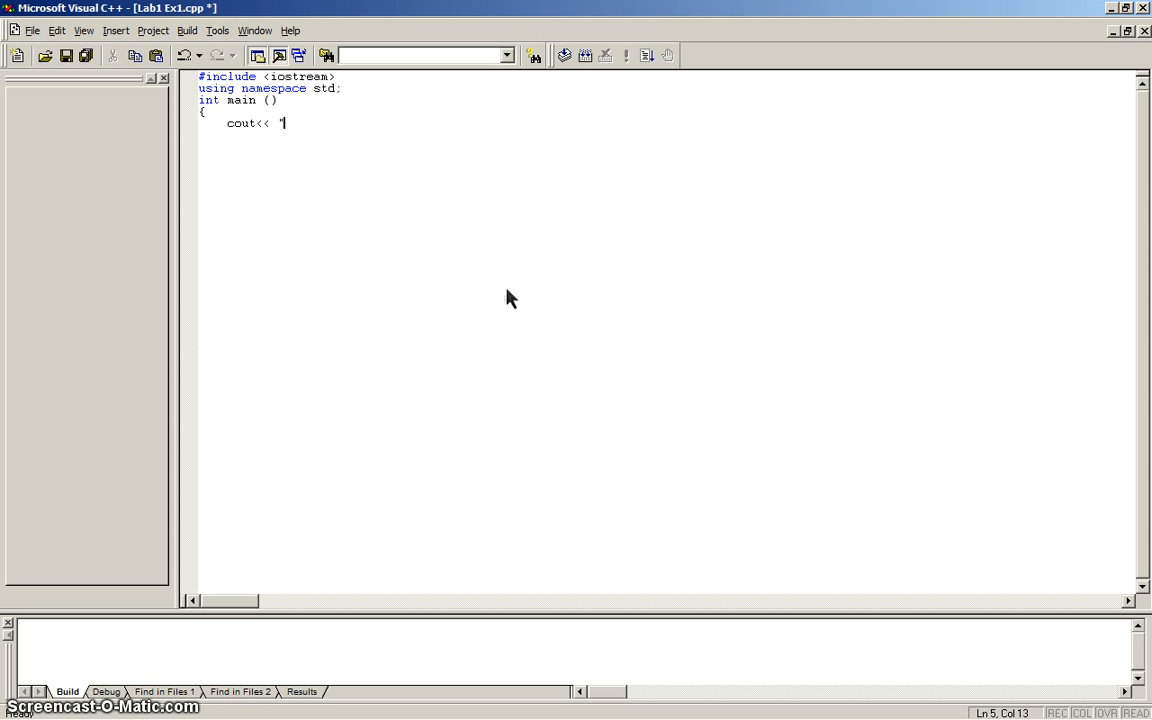 Microsoft Visual C++ - [Lab1 Ex1.cpp *]
File Edit View Insert Project Build Tools Window Help
#include <iostream>
using namespace std;
int main ()
{
cout<< "
Build Debug Find in Files 1 Find in Files 2 Results
Screencast-O-Matic.com
Ready
Ln 5, Col 13 REC COL OVR READ